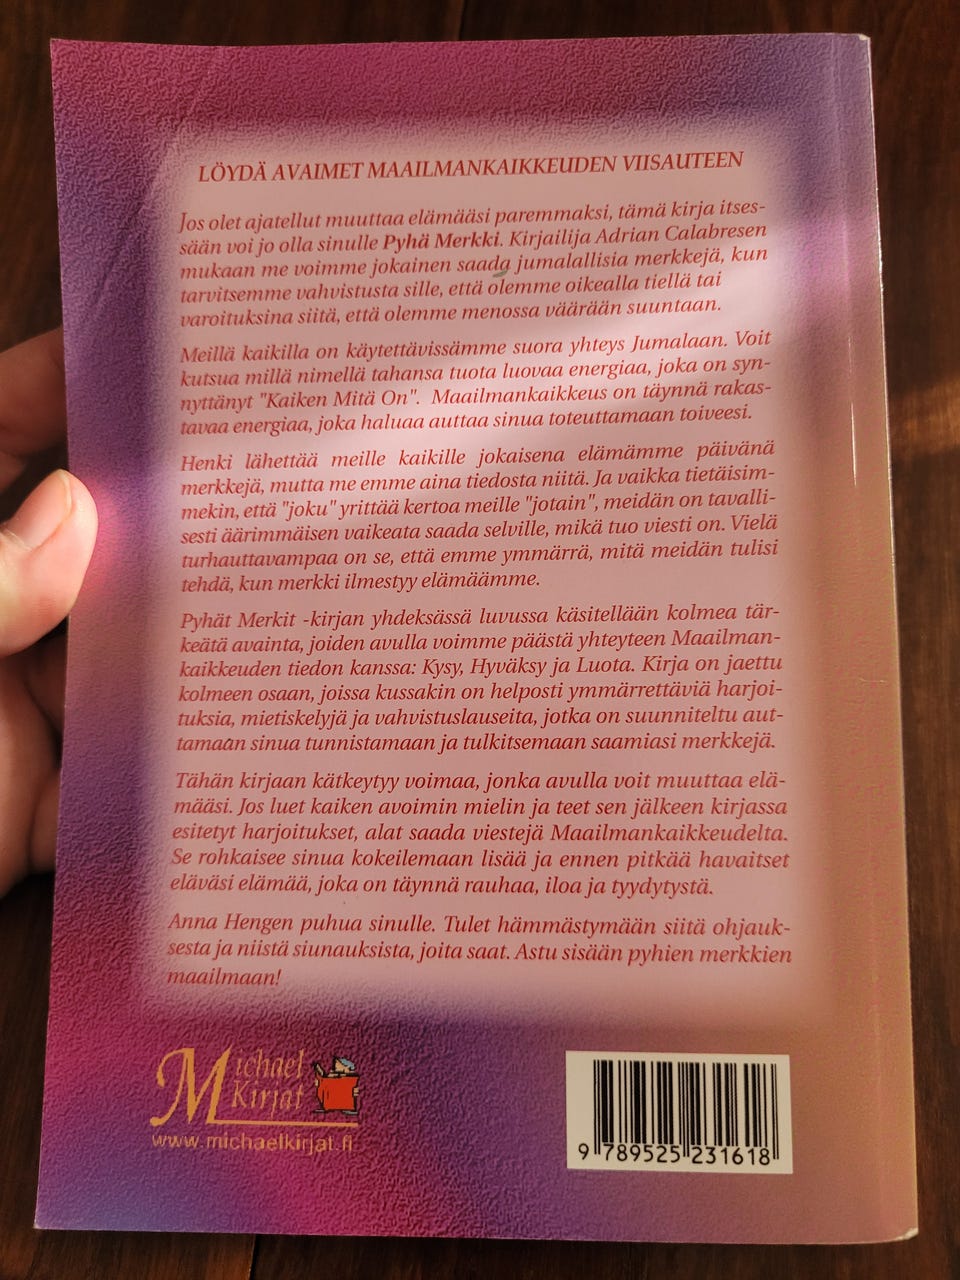 LÖYDÄ AVAIMET MAAILMANKAIKKEUDEN VIISAUTEEN
Jos olet ajatellut muuttaa elämääsi paremmaksi, tämä kirja itses-
sään voi jo olla sinulle Pyhä Merkki. Kirjailija Adrian Calabresen
mukaan me voimme jokainen saada jumalallisia merkkejä, kun
tarvitsemme vahvistusta sille, että olemme oikealla tiellä tai
varoituksina siitä, että olemme menossa väärään suuntaan.
Meillä kaikilla on käytettävissämme suora yhteys Jumalaan. Voit
kutsua millä nimellä tahansa tuota luovaa energiaa, joka on syn-
nyttänyt "Kaiken Mitä On". Maailmankaikkeus on täynnä rakas-
tavaa energiaa, joka haluaa auttaa sinua toteuttamaan toiveesi.
Henki lähettää meille kaikille jokaisena elämämme päivänä
merkkejä, mutta me emme aina tiedosta niitä. Ja vaikka tietäisim-
mekin, että "joku" yrittää kertoa meille "jotain", meidän on tavalli-
sesti äärimmäisen vaikeata saada selville, mikä tuo viesti on. Vielä
turhauttavampaa on se, että emme ymmärrä, mitä meidän tulisi
tehdä, kun merkki ilmestyy elämäämme.
Pyhät Merkit -kirjan yhdeksässä luvussa käsitellään kolmea tär-
keätä avainta, joiden avulla voimme päästä yhteyteen Maailman-
kaikkeuden tiedon kanssa: Kysy, Hyväksy ja Luota. Kirja on jaettu
kolmeen osaan, joissa kussakin on helposti ymmärrettäviä harjoi-
tuksia, mietiskelyjä ja vahvistuslauseita, jotka on suunniteltu aut-
tamaan sinua tunnistamaan ja tulkitsemaan saamiasi merkkejä.
Tähän kirjaan kätkeytyy voimaa, jonka avulla voit muuttaa elä-
määsi. Jos luet kaiken avoimin mielin ja teet sen jälkeen kirjassa
esitetyt harjoitukset, alat saada viestejä Maailmankaikkeudelta.
Se rohkaisee sinua kokeilemaan lisää ja ennen pitkää havaitset
eläväsi elämää, joka on täynnä rauhaa, iloa ja tyydytystä.
Anna Hengen puhua sinulle. Tulet hämmästymään siitä ohjauk-
sesta ja niistä siunauksista, joita saat. Astu sisään pyhien merkkien
maailmaan!
Michael
Kirjat
www.michaelkirjat.fi
9 789525 231618